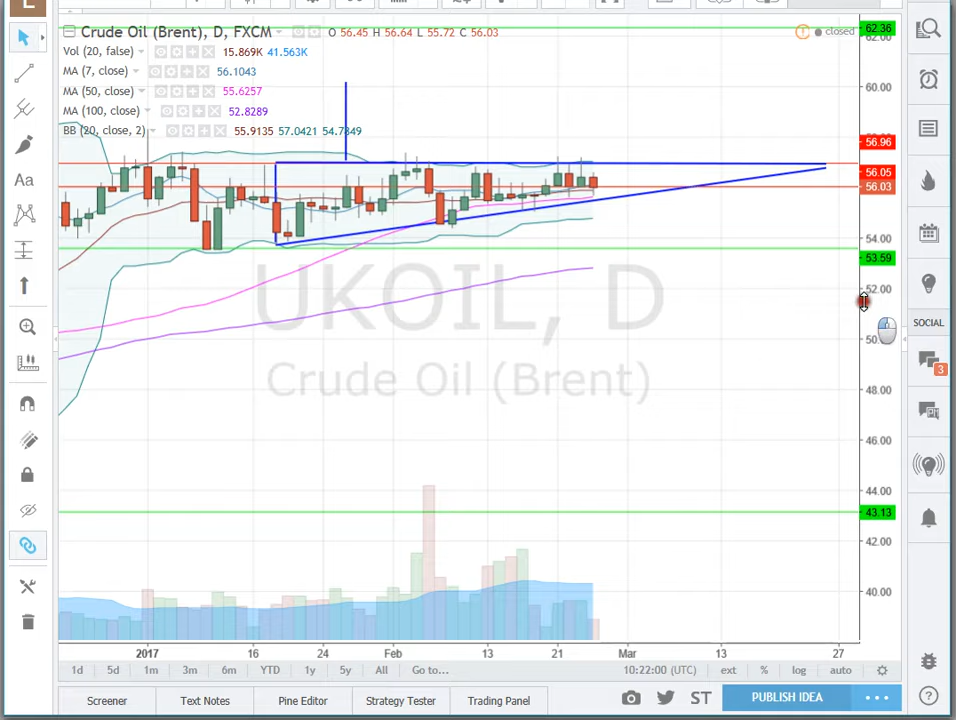 L
Crude Oil (Brent), D, FXCM O 56.45 H 56.64 L 55.72 C 56.03
closed
Vol (20, false) 15.869K 41.563K
MA (7, close) 56.1043
MA (50, close) 55.6257
MA (100, close) 52.8289
BB (20, close, 2) 55.9135 57.0421 54.7849
62.36
62.00
60.00
56.96
56.05
56.03
54.00
53.59
52.00
50.
48.00
46.00
44.00
43.13
42.00
40.00
UKOIL, D
Crude Oil (Brent)
Aa
SOCIAL
3
2017 16 24 Feb 13 21 Mar 13 27
1d 5d 1m 3m 6m YTD 1y 5y All Go to... 10:22:00 (UTC) ext % log auto
Screener Text Notes Pine Editor Strategy Tester Trading Panel ST PUBLISH IDEA